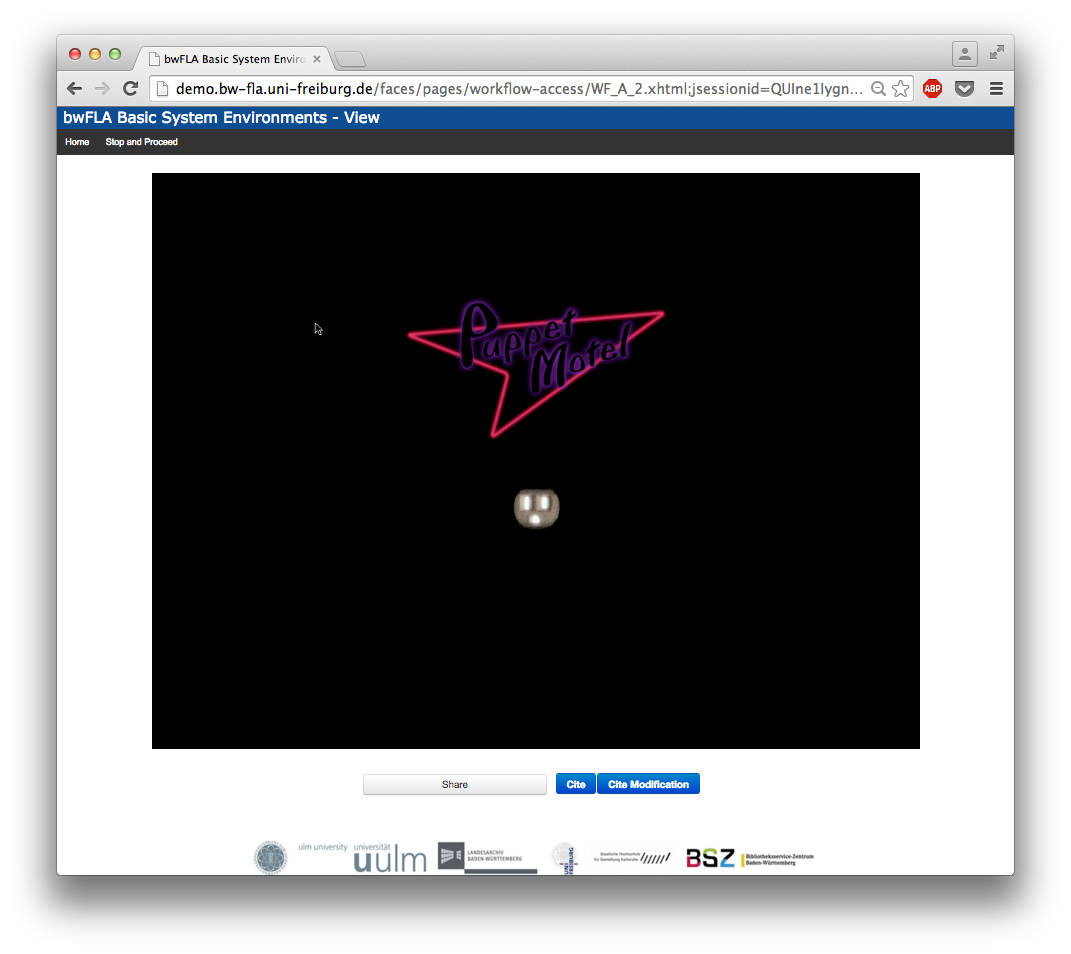 bwFLA Basic System Enviro
demo.bw-fla.uni-freiburg.de/faces/pages/workflow-access/WF_A_2.xhtml;jsessionid=QUIne1lygn...
ABP
bwFLA Basic System Environments - View
Home Stop and Proceed
Puppet
Motel
Share Cite Cite Modification
ulm university universität
uulm
LANDESARCHIV
BADEN-WÜRTTEMBERG
UNI
FREIBURG
Staatliche Hochschule
für Gestaltung Karlsruhe
BSZ
Bibliotheksservice-Zentrum
Baden-Württemberg